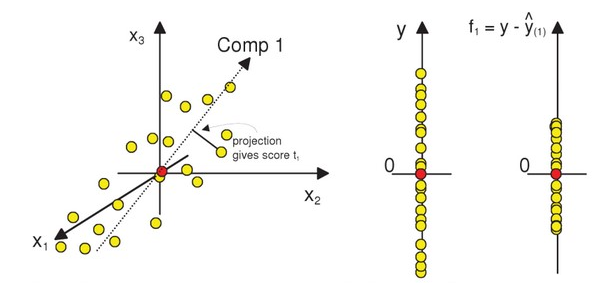 x₃
Comp 1
projection
gives score t₁
x₂
x₁
y
0
f₁ = y - ŷ₍₁₎
0